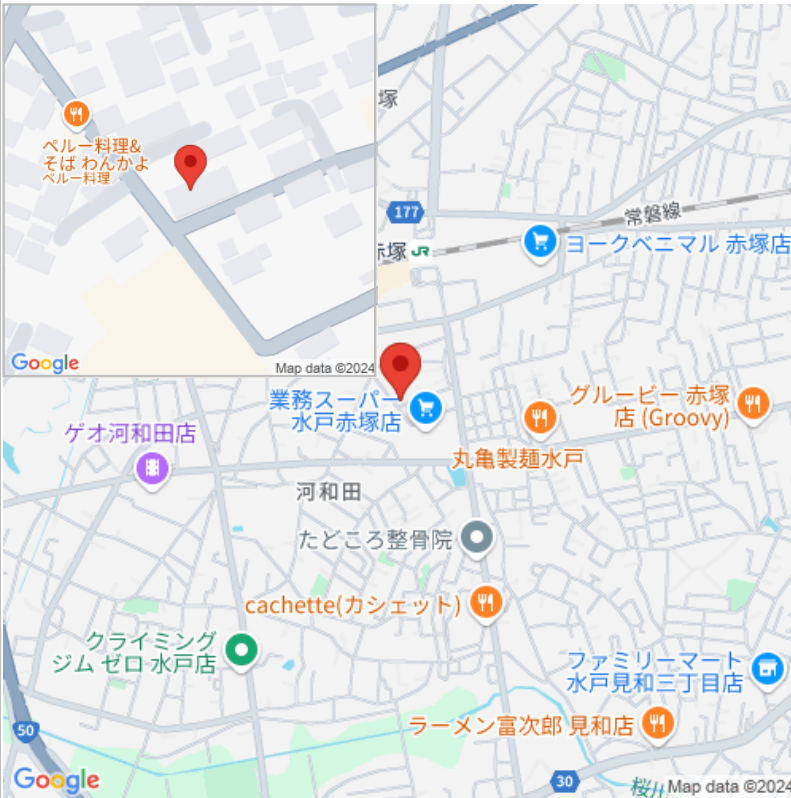 ペルー料理&
そば わんかよ
ペルー料理
Google
Map data ©2024
塚
177
常磐線
赤塚 JR
ヨークベニマル 赤塚店
業務スーパー
水戸赤塚店
グルービー 赤塚
店 (Groovy)
ゲオ河和田店
丸亀製麺水戸
河和田
たどころ整骨院
cachette(カシェット)
クライミング
ジム ゼロ 水戸店
ファミリーマート
水戸見和三丁目店
ラーメン富次郎 見和店
50
Google
30
桜川
Map data ©2024